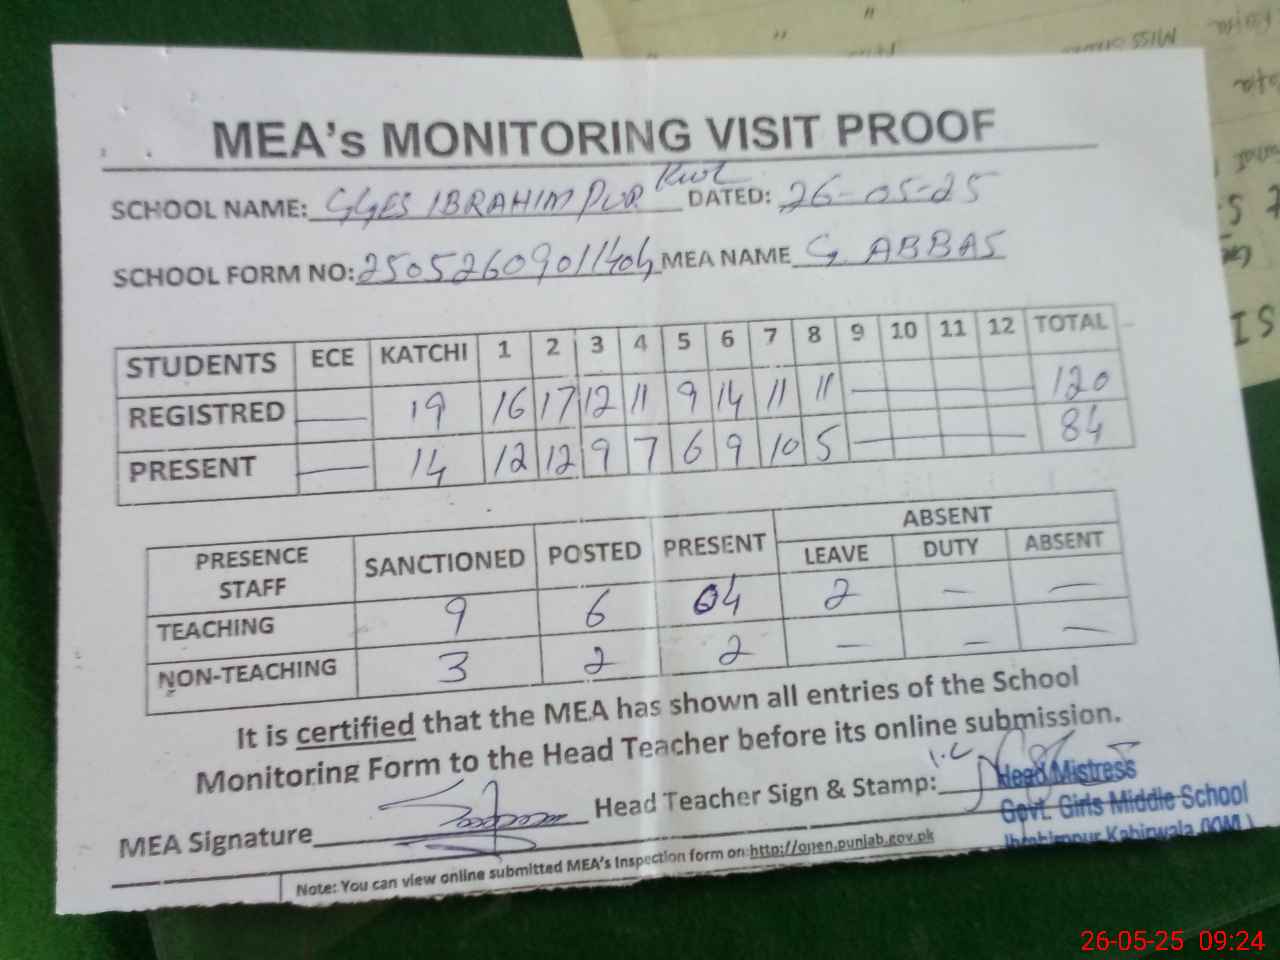 MEA's MONITORING VISIT PROOF
SCHOOL NAME: GGES IBRAHIMPUR KWL DATED: 26-05-25
SCHOOL FORM NO: 25052609011404 MEA NAME G. ABBAS
STUDENTS ECE KATCHI 1 2 3 4 5 6 7 8 9 10 11 12 TOTAL
REGISTRED — 19 16 17 12 11 9 14 11 11 — 120
PRESENT — 14 12 12 9 7 6 9 10 5 — 84
PRESENCE STAFF SANCTIONED POSTED PRESENT ABSENT
LEAVE DUTY ABSENT
TEACHING 9 6 04 2 — —
NON-TEACHING 3 2 2 — — —
It is certified that the MEA has shown all entries of the School
Monitoring Form to the Head Teacher before its online submission.
MEA Signature Head Teacher Sign & Stamp: I.C
Head Mistress
Govt. Girls Middle School
Ibrahimpur Kabirwala (KWL)
Note: You can view online submitted MEA's Inspection form on:http://open.punjab.gov.pk
26-05-25 09:24